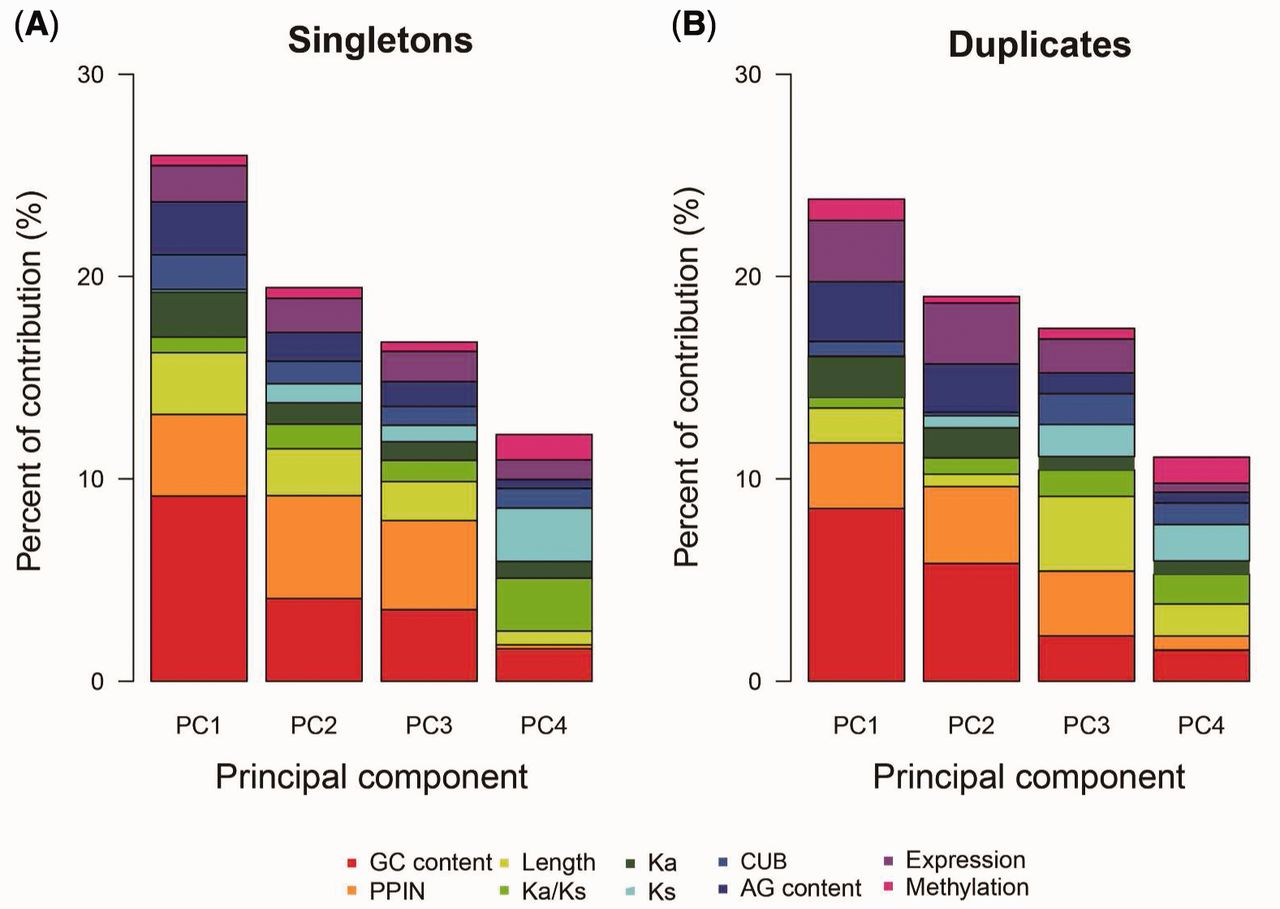 (A)
Singletons
30
20
10
0
Percent of contribution (%)
PC1 PC2 PC3 PC4
Principal component
(B)
Duplicates
30
20
10
0
Percent of contribution (%)
PC1 PC2 PC3 PC4
Principal component
GC content Length Ka CUB Expression
PPIN Ka/Ks Ks AG content Methylation